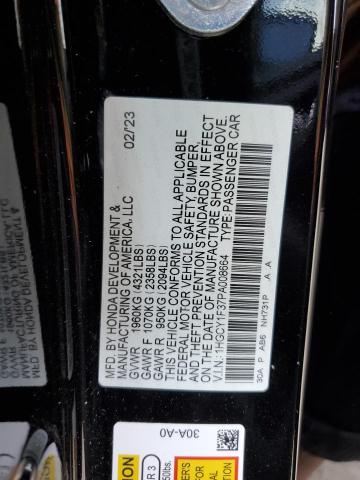 MFD. BY HONDA DEVELOPMENT &
MANUFACTURING OF AMERICA, LLC
02/'23
GVWR 1960KG (4321LBS)
GAWR F 1070KG (2358LBS)
GAWR R 950KG (2094LBS)
THIS VEHICLE CONFORMS TO ALL APPLICABLE
FEDERAL MOTOR VEHICLE SAFETY, BUMPER,
AND THEFT PREVENTION STANDARDS IN EFFECT
ON THE DATE OF MANUFACTURE SHOWN ABOVE.
V.I.N.: 1HGCY1F37PA008664 TYPE:PASSENGER CAR
30A P AB6 NH731P A A
30A-A0